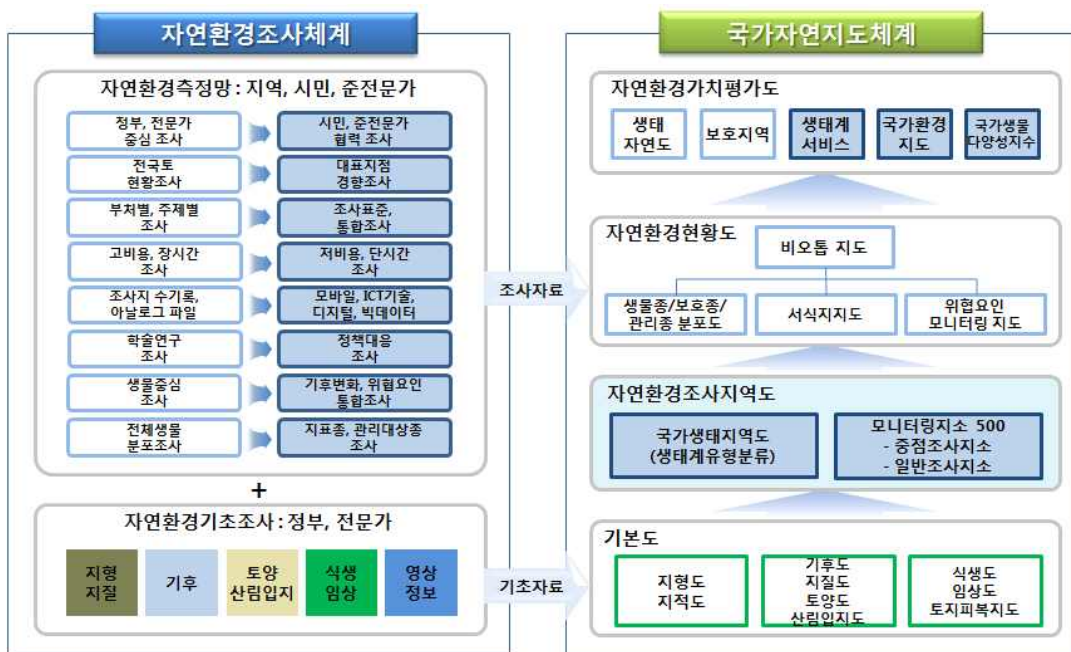 자연환경조사체계
자연환경측정망 : 지역, 시민, 준전문가
정부, 전문가
중심 조사
시민, 준전문가
협력 조사
전국토
현황조사
대표지점
경향조사
부처별, 주제별
조사
조사표준,
통합조사
고비용, 장시간
조사
저비용, 단시간
조사
조사지 수기록,
아날로그 파일
모바일, ICT기술,
디지털, 빅데이터
학술연구
조사
정책대응
조사
생물중심
조사
기후변화, 위협요인
통합조사
전체생물
분포조사
지표종, 관리대상종
조사
+
자연환경기초조사 : 정부, 전문가
지형
지질
기후
토양
산림입지
식생
임상
영상
정보
조사자료
기초자료
국가자연지도체계
자연환경가치평가도
생태
자연도
보호지역
생태계
서비스
국가환경
지도
국가생물
다양성지수
자연환경현황도
비오톱 지도
생물종/보호종/
관리종 분포도
서식지지도
위협요인
모니터링 지도
자연환경조사지역도
국가생태지역도
(생태계유형분류)
모니터링지소 500
- 중점조사지소
- 일반조사지소
기본도
지형도
지적도
기후도
지질도
토양도
산림입지도
식생도
임상도
토지피복지도